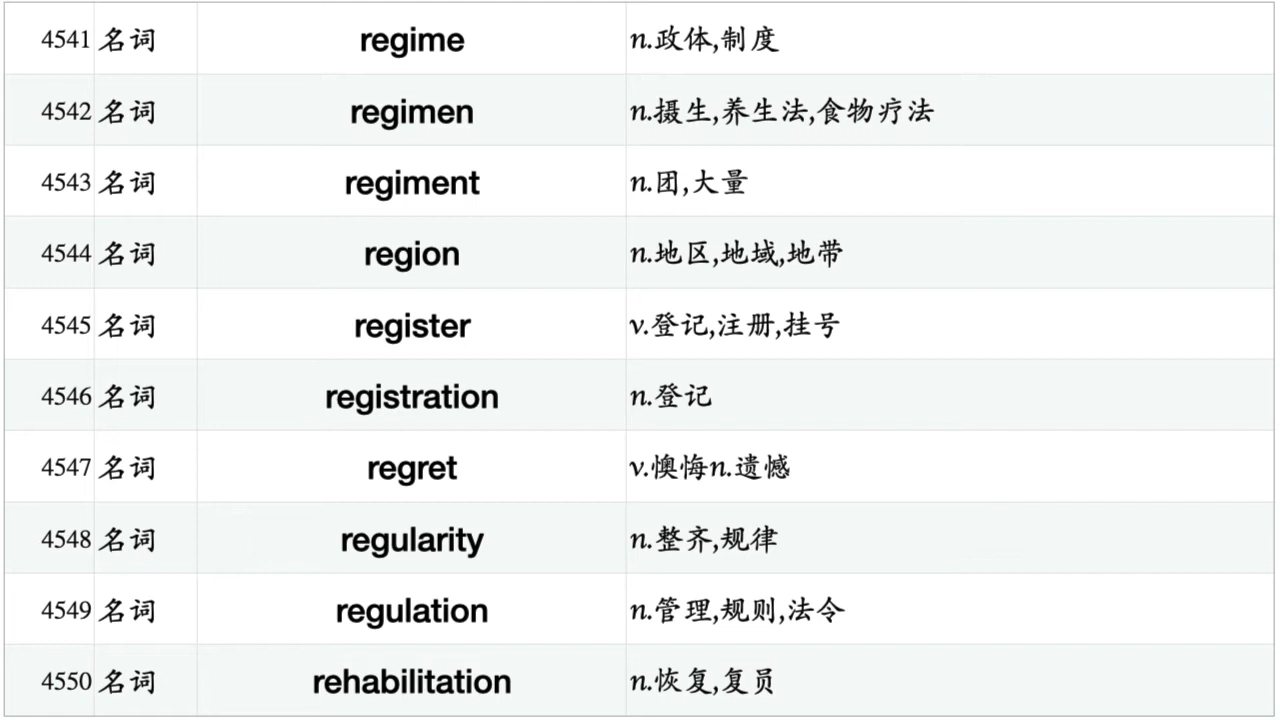 4541 名词 regime n.政体,制度
4542 名词 regimen n.摄生,养生法,食物疗法
4543 名词 regiment n.团,大量
4544 名词 region n.地区,地域,地带
4545 名词 register v.登记,注册,挂号
4546 名词 registration n.登记
4547 名词 regret v.懊悔n.遗憾
4548 名词 regularity n.整齐,规律
4549 名词 regulation n.管理,规则,法令
4550 名词 rehabilitation n.恢复,复员